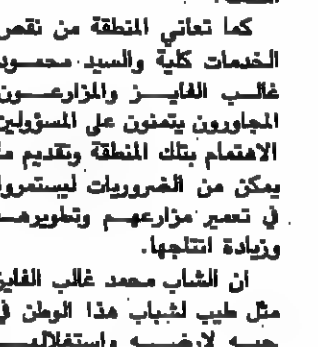 كما تعاني المنطقة من نقص
الخدمات كلية والسيد محمود
غالب الفايز والمزارعون
المجاورون يتمنون على المسؤولين
الاهتمام بتلك المنطقة وتقديم ما
يمكن من الضروريات ليستمروا
في تعمير مزارعهم وتطويرها
وزيادة انتاجها.
ان الشاب محمد غالب الفايز
مثل طيب لشباب هذا الوطن في
حبه لارضه واستغلالها